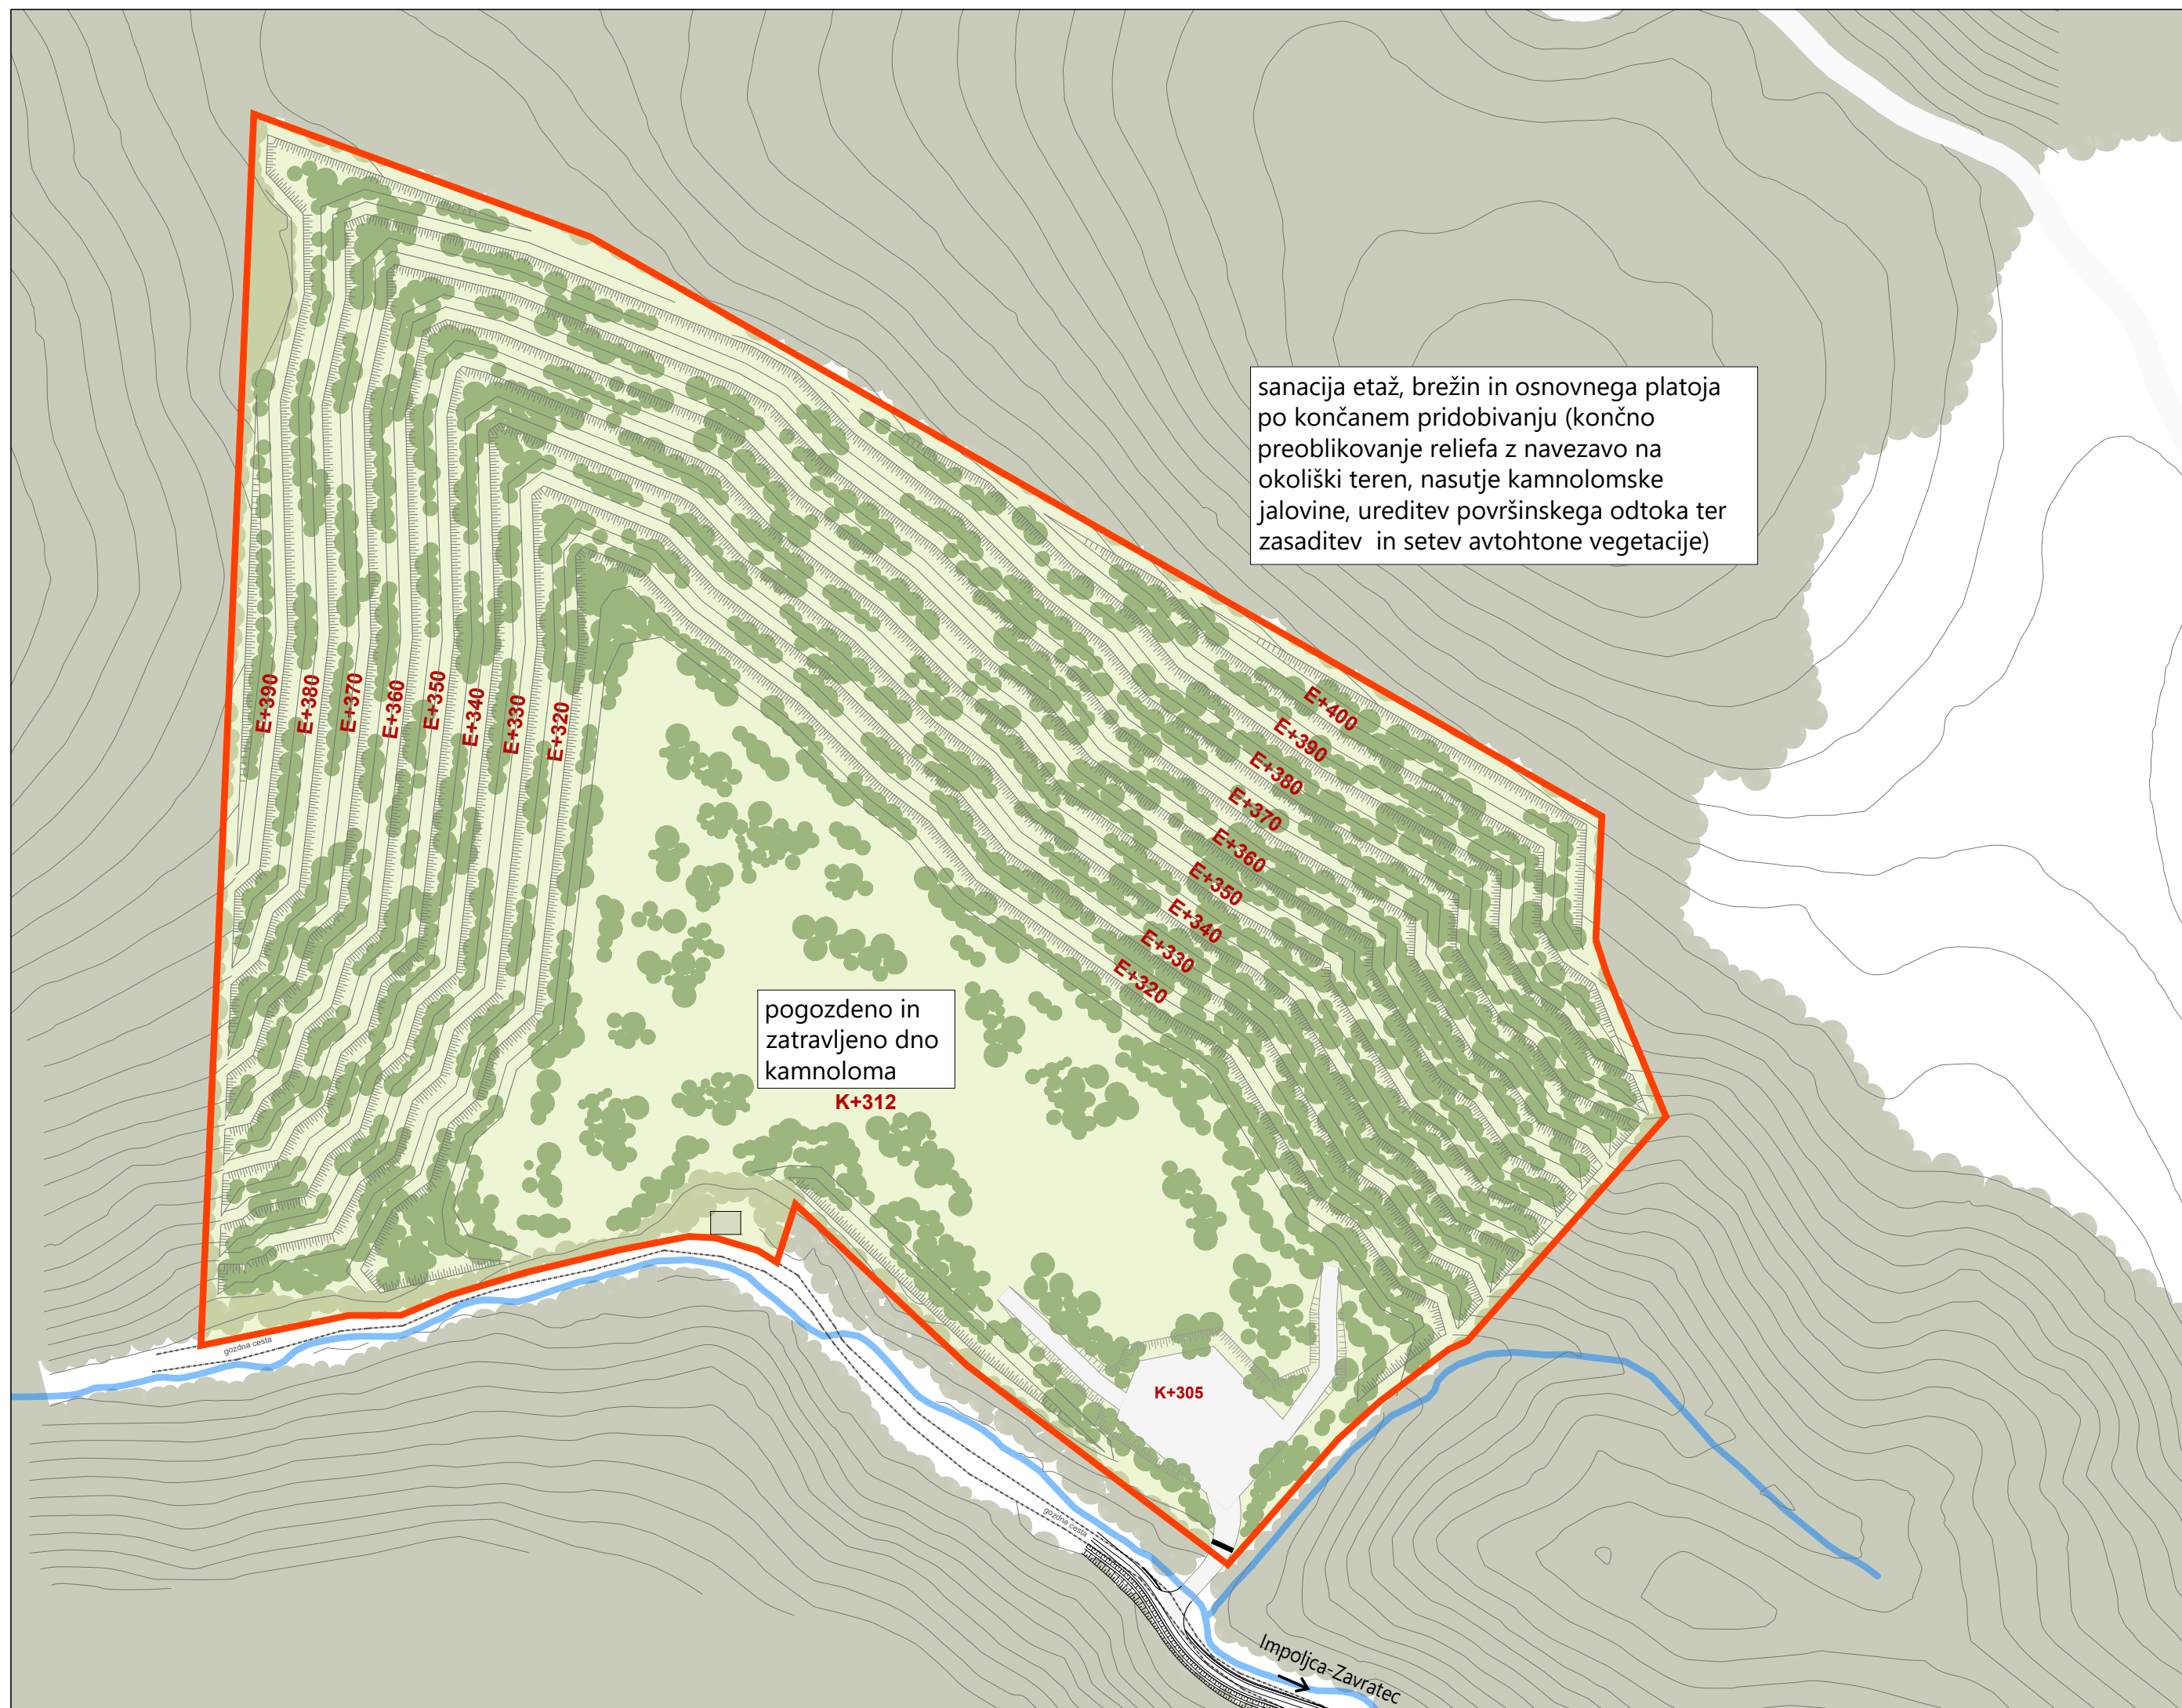 sanacija etaž, brežin in osnovnega platoja
po končanem pridobivanju (končno
preoblikovanje reliefa z navezavo na
okoliški teren, nasutje kamnolomske
jalovine, ureditev površinskega odtoka ter
zasaditev in setev avtohtone vegetacije)
E+390
E+380
E+370
E+360
E+350
E+340
E+330
E+320
E+400
E+390
E+380
E+370
E+360
E+350
E+340
E+330
E+320
pogozdeno in
zatravljeno dno
kamnoloma
K+312
gozdna cesta
K+305
gozdna cesta
Impoljca-Zavratec